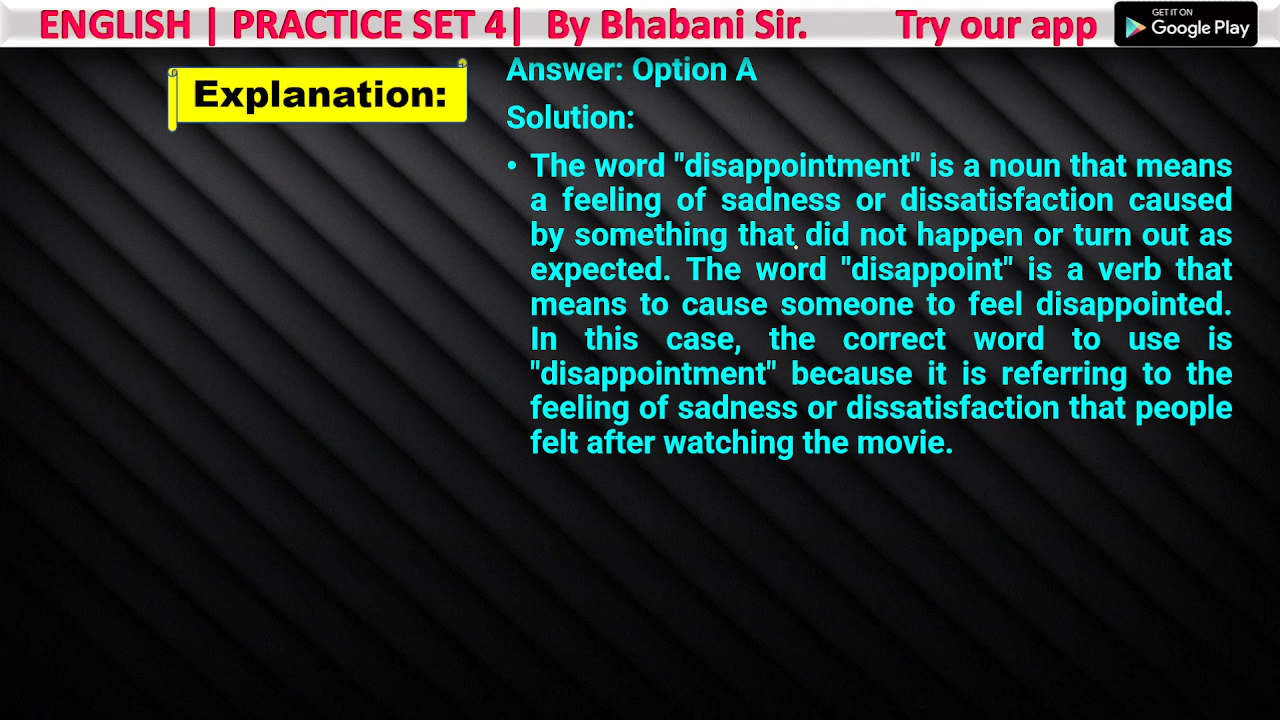 ENGLISH | PRACTICE SET 4| By Bhabani Sir. Try our app
GET IT ON
Google Play
Explanation:
Answer: Option A
Solution:
• The word "disappointment" is a noun that means
a feeling of sadness or dissatisfaction caused
by something that did not happen or turn out as
expected. The word "disappoint" is a verb that
means to cause someone to feel disappointed.
In this case, the correct word to use is
"disappointment" because it is referring to the
feeling of sadness or dissatisfaction that people
felt after watching the movie.